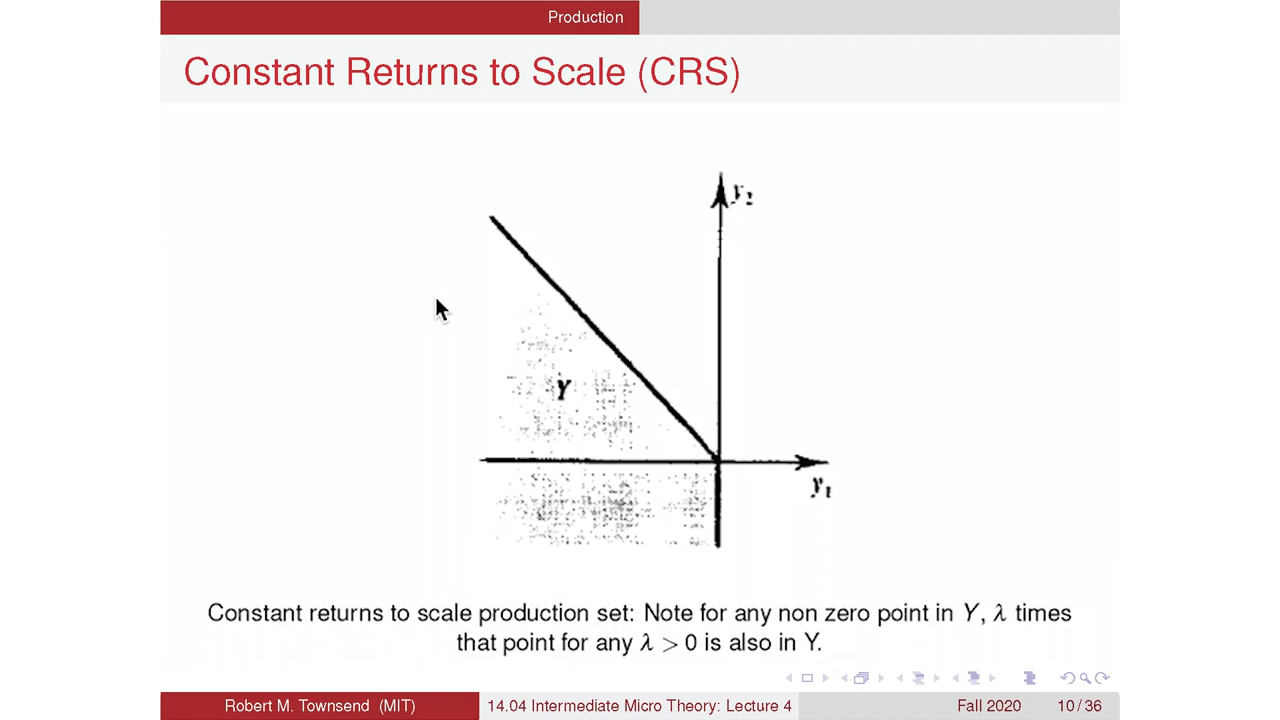 Production
Constant Returns to Scale (CRS)
y₂
Y
y₁
Constant returns to scale production set: Note for any non zero point in Y, λ times
that point for any λ > 0 is also in Y.
Robert M. Townsend (MIT)
14.04 Intermediate Micro Theory: Lecture 4
Fall 2020
10 / 36